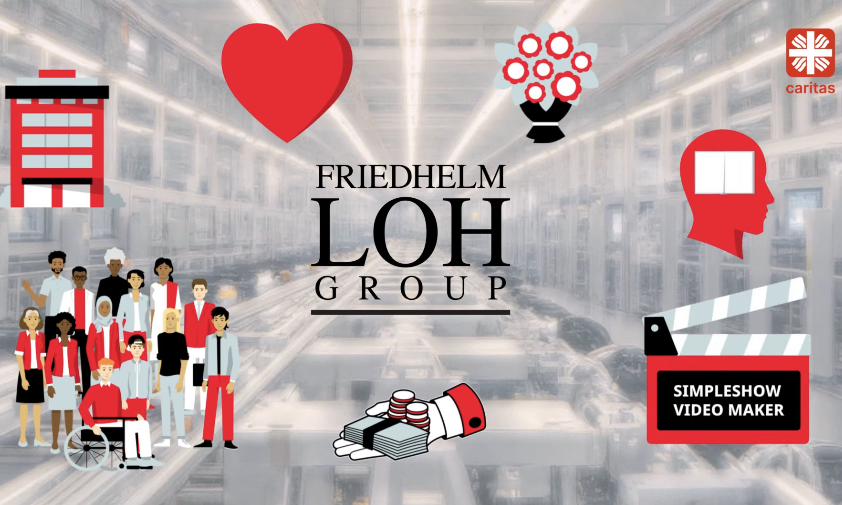 caritas
FRIEDHELM
LOH
GROUP
SIMPLESHOW
VIDEO MAKER